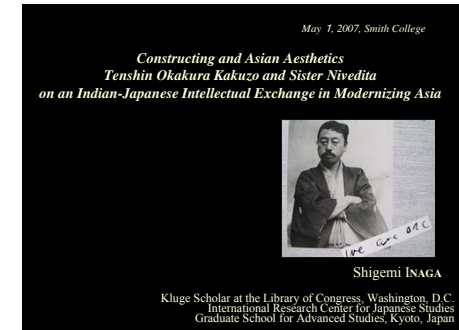 May 1, 2007, Smith College
Constructing and Asian Aesthetics
Tenshin Okakura Kakuzo and Sister Nivedita
on an Indian-Japanese Intellectual Exchange in Modernizing Asia
we are one
Shigemi INAGA
Kluge Scholar at the Library of Congress, Washington, D.C.
International Research Center for Japanese Studies
Graduate School for Advanced Studies, Kyoto, Japan